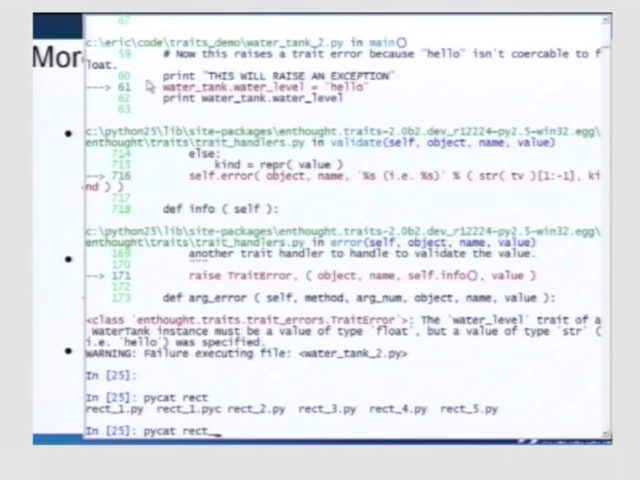 67
c:\eric\code\traits_demo\water_tank_2.py in main()
59 # Now this raises a trait error because "hello" isn't coercable to f
loat.
60 print "THIS WILL RAISE AN EXCEPTION"
---> 61 water_tank.water_level = "hello"
62 print water_tank.water_level
63
More
c:\python25\lib\site-packages\enthought.traits-2.0b2.dev_r12224-py2.5-win32.egg\
enthought\traits\trait_handlers.py in validate(self, object, name, value)
714 else:
715 kind = repr( value )
--> 716 self.error( object, name, '%s (i.e. %s)' % ( str( tv )[1:-1], ki
nd ) )
717
718 def info ( self ):
c:\python25\lib\site-packages\enthought.traits-2.0b2.dev_r12224-py2.5-win32.egg\
enthought\traits\trait_handlers.py in error(self, object, name, value)
169 another trait handler to handle to validate the value.
170 """
--> 171 raise TraitError, ( object, name, self.info(), value )
172
173 def arg_error ( self, method, arg_num, object, name, value ):
<class 'enthought.traits.trait_errors.TraitError'>: The 'water_level' trait of a
WaterTank instance must be a value of type 'float', but a value of type 'str' (
i.e. 'hello') was specified.
WARNING: Failure executing file: <water_tank_2.py>
In [25]:
In [25]: pycat rect
rect_1.py rect_1.pyc rect_2.py rect_3.py rect_4.py rect_5.py
In [25]: pycat rect_